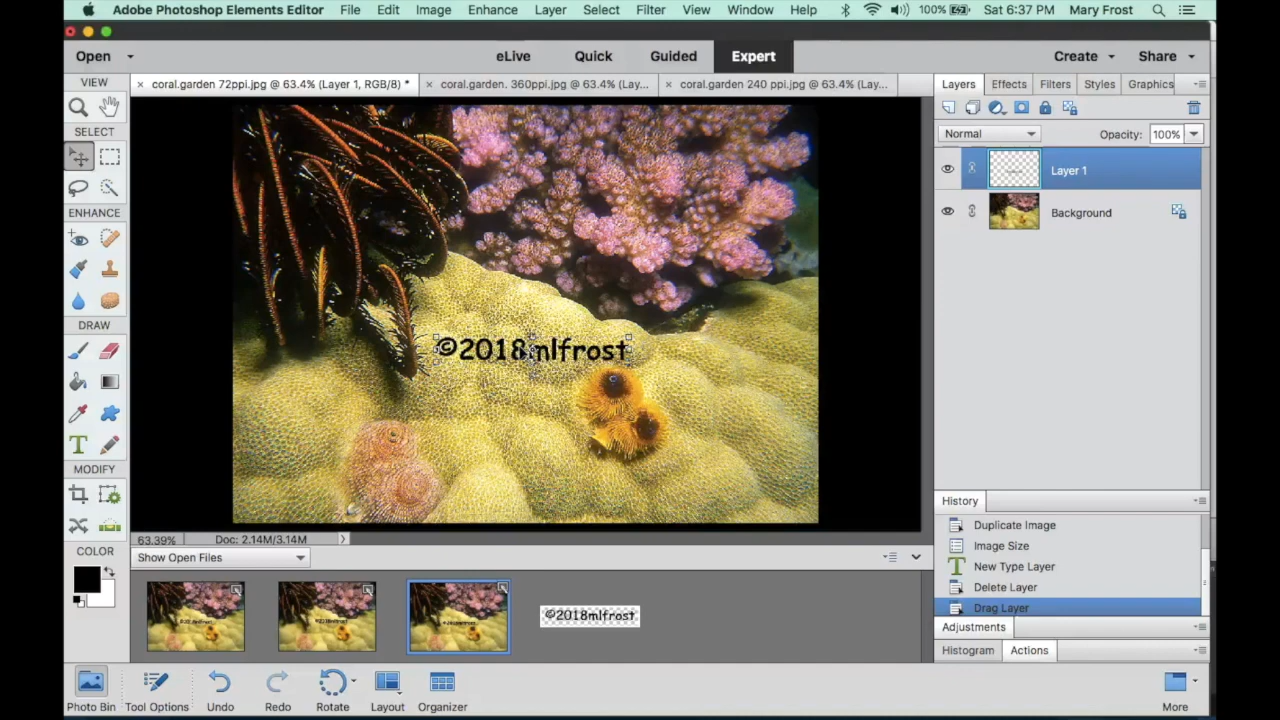 Adobe Photoshop Elements Editor File Edit Image Enhance Layer Select Filter View Window Help 100% Sat 6:37 PM Mary Frost
Open eLive Quick Guided Expert Create Share
VIEW × coral.garden 72ppi.jpg @ 63.4% (Layer 1, RGB/8) * × coral.garden. 360ppi.jpg @ 63.4% (Lay... × coral.garden 240 ppi.jpg @ 63.4% (Lay... Layers Effects Filters Styles Graphics
SELECT
Normal Opacity: 100%
Layer 1
ENHANCE Background
DRAW
©2018mlfrost
T
MODIFY
History
Duplicate Image
Image Size
T New Type Layer
Delete Layer
Drag Layer
COLOR 63.39% Doc: 2.14M/3.14M
Show Open Files
©2018mlfrost
Adjustments
Histogram Actions
Photo Bin Tool Options Undo Redo Rotate Layout Organizer More